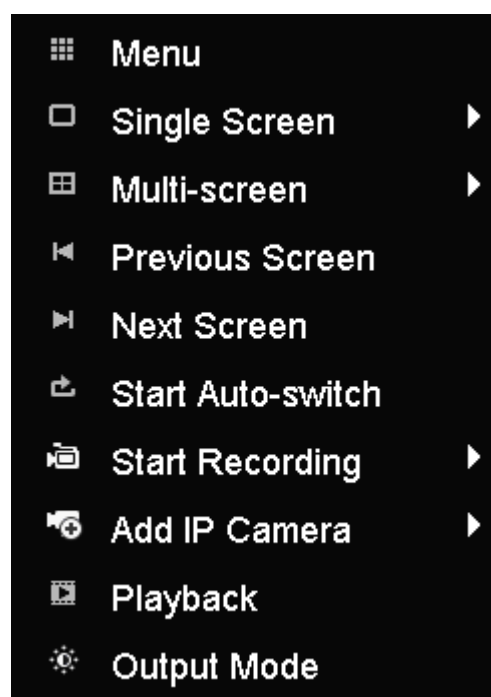 Menu
Single Screen
Multi-screen
Previous Screen
Next Screen
Start Auto-switch
Start Recording
Add IP Camera
Playback
Output Mode